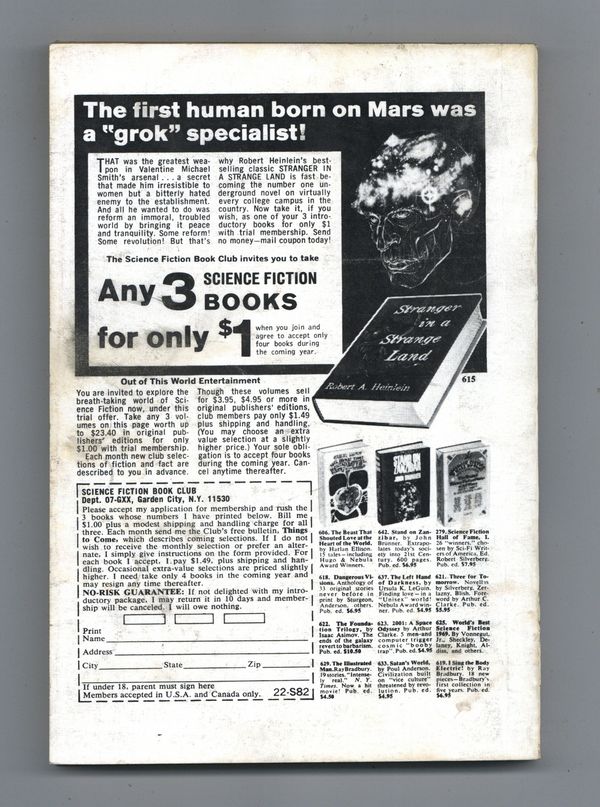 The first human born on Mars was
a "grok" specialist!
THAT was the greatest wea-
pon in Valentine Michael
Smith's arsenal . . . a secret
that made him irresistible to
women but a bitterly hated
enemy to the establishment.
And all he wanted to do was
reform an immoral, troubled
world by bringing it peace
and tranquility. Some reform!
Some revolution! But that's
why Robert Heinlein's best-
selling classic STRANGER IN
A STRANGE LAND is fast be-
coming the number one un-
derground novel on virtually
every college campus in the
country. Now take it, if you
wish, as one of your 3 intro-
ductory books for only $1
with trial membership. Send
no money—mail coupon today!
The Science Fiction Book Club invites you to take
Any 3 SCIENCE FICTION
BOOKS
for only $1
when you join and
agree to accept only
four books during
the coming year.
Stranger
in a
Strange
Land
Robert A. Heinlein
615
Out of This World Entertainment
You are invited to explore the
breath-taking world of Sci-
ence Fiction now, under this
trial offer. Take any 3 vol-
umes on this page worth up
to $23.40 in original pub-
lishers' editions for only
$1.00 with trial membership.
Each month new club selec-
tions of fiction and fact are
described to you in advance.
Though these volumes sell
for $3.95, $4.95 or more in
original publishers' editions,
club members pay only $1.49
plus shipping and handling.
(You may choose an extra
value selection at a slightly
higher price.) Your sole obli-
gation is to accept four books
during the coming year. Can-
cel anytime thereafter.
SCIENCE FICTION BOOK CLUB
Dept. 07-GXX, Garden City, N.Y. 11530
Please accept my application for membership and rush the
3 books whose numbers I have printed below. Bill me
$1.00 plus a modest shipping and handling charge for all
three. Each month send me the Club's free bulletin. Things
to Come, which describes coming selections. If I do not
wish to receive the monthly selection or prefer an alter-
nate. I simply give instructions on the form provided. For
each book I accept. I pay $1.49, plus shipping and han-
dling. Occasional extra-value selections are priced slightly
higher. I need take only 4 books in the coming year and
may resign any time thereafter.
NO-RISK GUARANTEE: If not delighted with my intro-
ductory package. I may return it in 10 days and member-
ship will be canceled. I will owe nothing.
Print
Name
Address
City State Zip
If under 18, parent must sign here
Members accepted in U.S.A. and Canada only. 22-S82
606. The Beast That
Shouted Love at the
Heart of the World.
by Harlan Ellison.
15 tales—including
Hugo & Nebula
Award Winners.
642. Stand on Zan-
zibar, by John
Brunner. Extrapo-
lates today's soci-
ety into 21st Cen-
tury. 600 pages.
Pub. ed. $6.95
279. Science Fiction
Hall of Fame, I.
26 "winners," cho-
sen by Sci-Fi Writ-
ers of America, Ed.
Robert Silverberg.
Pub. ed. $7.95
618. Dangerous Vi-
sions. Anthology of
33 original stories
never before in
print by Sturgeon,
Anderson, others.
Pub. ed. $6.95
637. The Left Hand
of Darkness, by
Ursula K. LeGuin.
Finding love — in a
"Unisex" world!
Nebula Award win-
ner. Pub. ed. $4.95
621. Three for To-
morrow. Novellas
by Silverberg, Zer-
lazny, Blish. Fore-
word by Arthur C.
Clarke. Pub. ed.
$5.95
622. The Founda-
tion Trilogy, by
Isaac Asimov. The
ends of the galaxy
revert to barbarism.
Pub. ed. $10.50
623. 2001: A Space
Odyssey by Arthur
Clarke. 5 men-and
computer trigger
cosmic "booby
trap". Pub. ed. $4.95
625. World's Best
Science Fiction
1969. By Vonnegut,
Jr., Sheckley, De-
laney, Knight, Al-
diss, and others.
629. The Illustrated
Man. Ray Bradbury.
19 stories. "Intense-
ly real." N. Y.
Times. Now a hit
movie! Pub. ed.
$4.50
633. Satan's World,
by Poul Anderson.
Civilization built
on "vice culture"
threatened by revo-
lution. Pub. ed.
$4.95
619. I Sing the Body
Electric! by Ray
Bradbury. 18 new
pieces—Bradbury's
first collection in
five years. Pub. ed.
$6.95